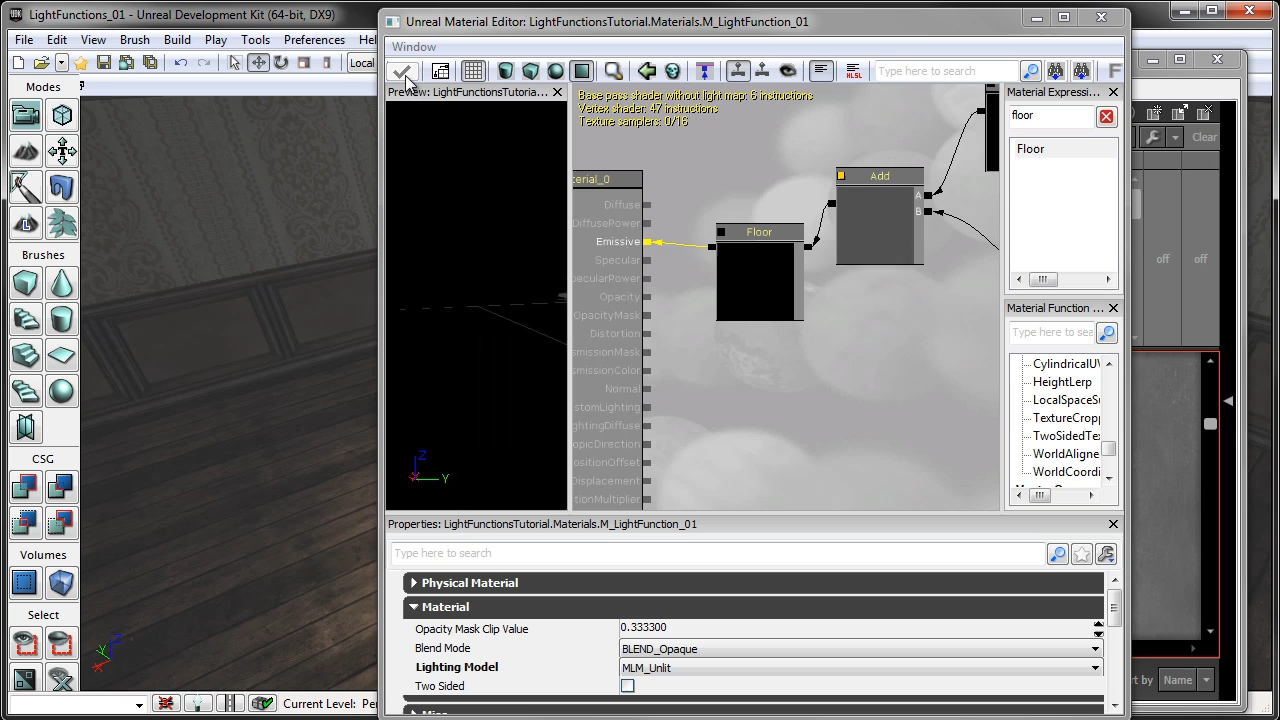 LightFunctions_01 - Unreal Development Kit (64-bit, DX9)
File Edit View Brush Build Play Tools Preferences
Local
Modes
Brushes
CSG
Volumes
Select
Current Level:
Unreal Material Editor: LightFunctionsTutorial.Materials.M_LightFunction_01
Window
HLSL
Type here to search
F
Preview: LightFunctionsTutoria...
Base pass shader without light map: 6 instructions
Vertex shader: 47 instructions
Texture samplers: 0/16
terial_0
Diffuse
DiffusePower
Emissive
Specular
pecularPower
Opacity
OpacityMask
Distortion
smissionMask
smissionColor
Normal
stomLighting
ghtingDiffuse
opicDirection
ositionOffset
Displacement
tionMultiplier
Floor
Add
A
B
Z
Y
X
Material Expressi...
floor
Floor
Material Function ...
Type here to sea
CylindricalUV
HeightLerp
LocalSpaceSu
TextureCropp
TwoSidedTex
WorldAligne
WorldCoordi
Properties: LightFunctionsTutorial.Materials.M_LightFunction_01
Type here to search
Physical Material
Material
Opacity Mask Clip Value 0.333300
Blend Mode BLEND_Opaque
Lighting Model MLM_Unlit
Two Sided
Clear
off off
rt by Name
Z
Y
X